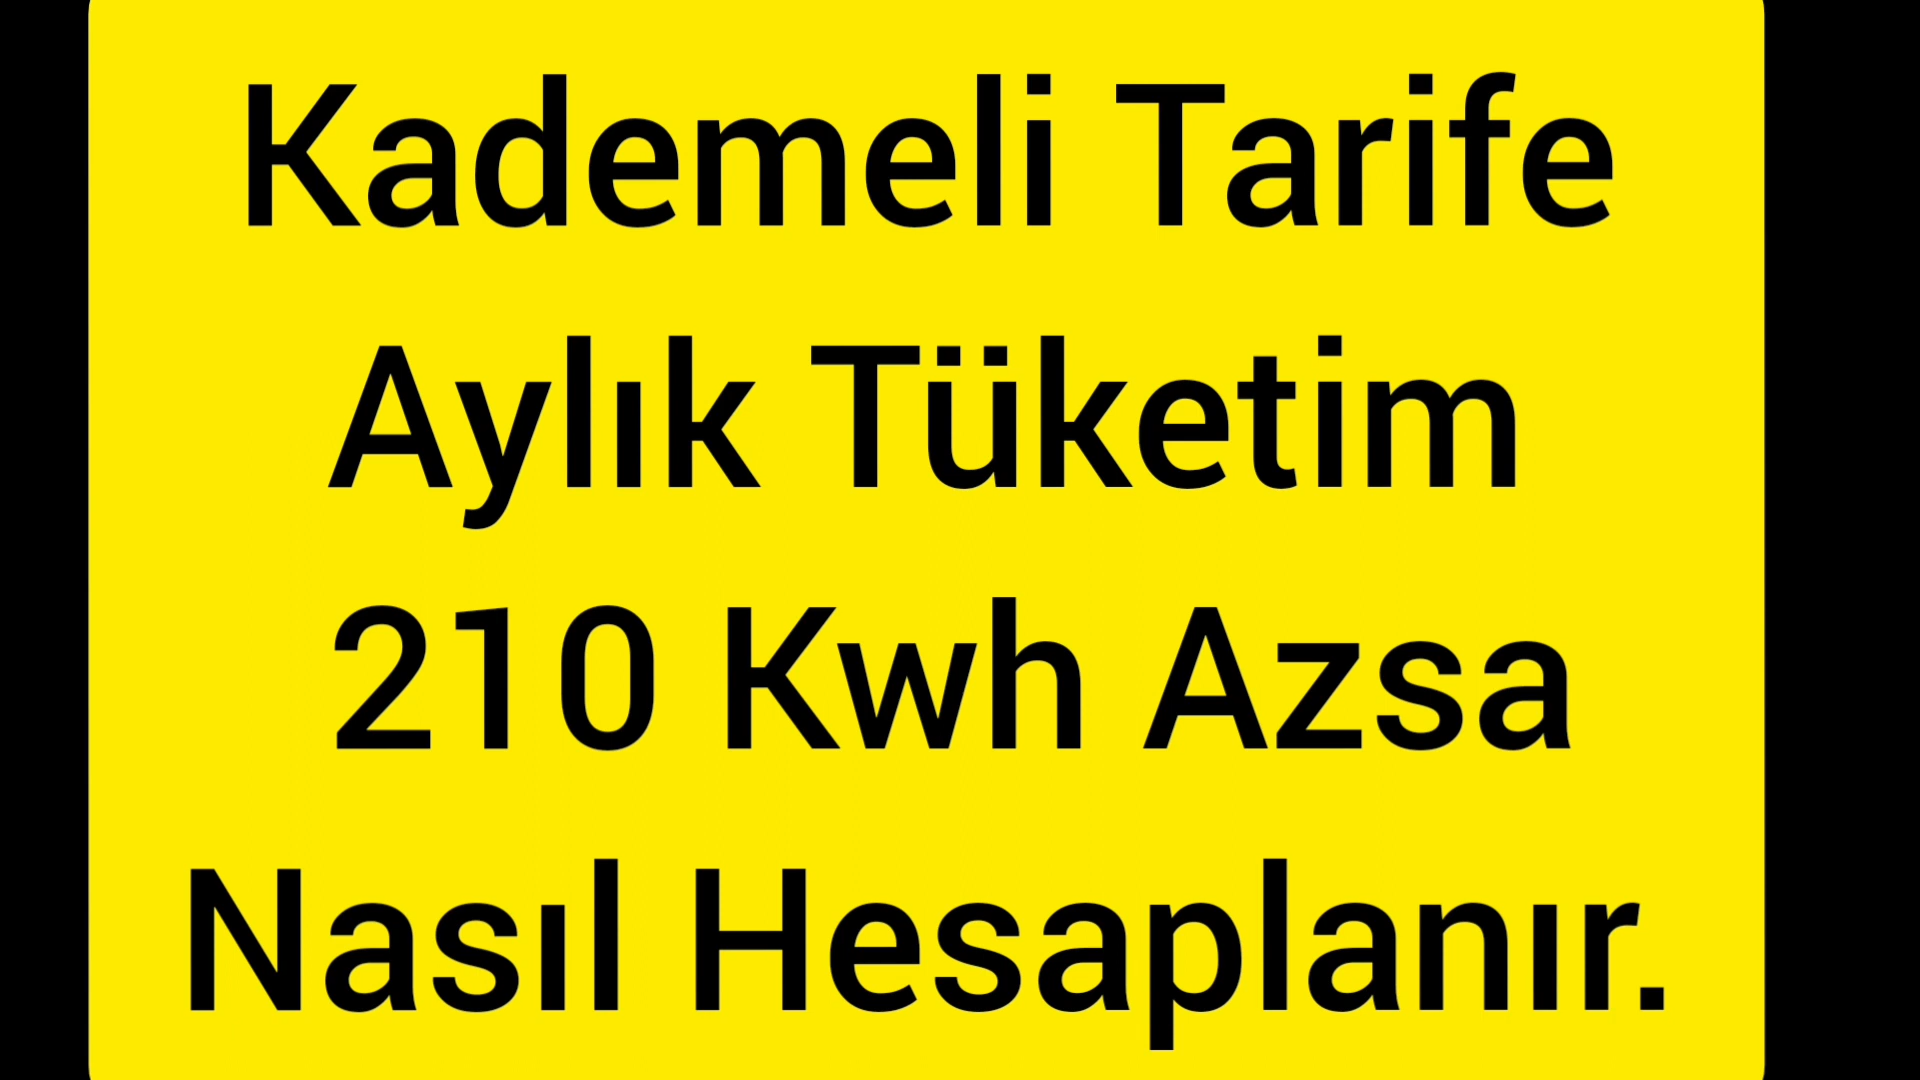 Kademeli Tarife
Aylık Tüketim
210 Kwh Azsa
Nasıl Hesaplanır.